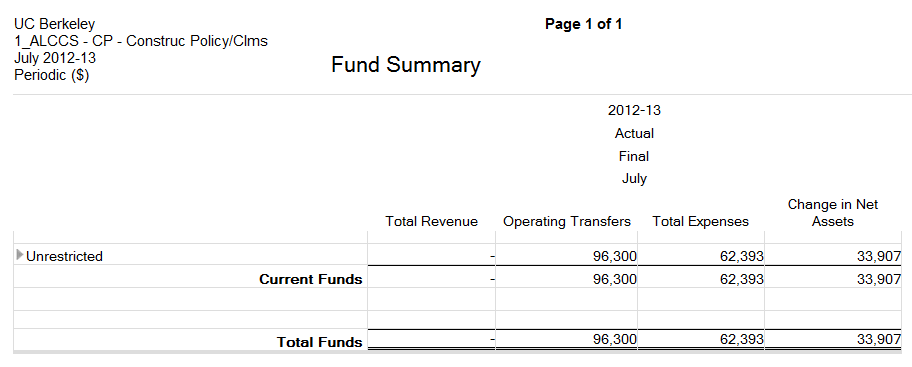 UC Berkeley
Page 1 of 1
1_ALCCS - CP - Construc Policy/Clms
July 2012-13
Periodic ($)
Fund Summary
2012-13
Actual
Final
July
Total Revenue Operating Transfers Total Expenses Change in Net Assets
Unrestricted - 96,300 62,393 33,907
Current Funds - 96,300 62,393 33,907
Total Funds - 96,300 62,393 33,907